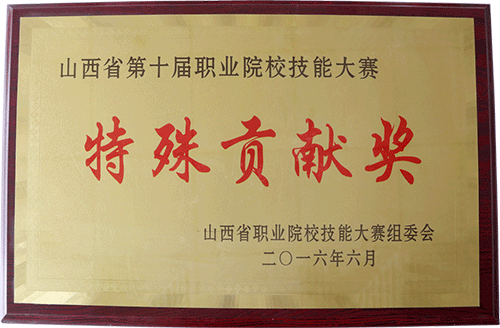 山西省第十届职业院校技能大赛
特殊贡献奖
山西省职业院校技能大赛组委会
二〇一六年六月